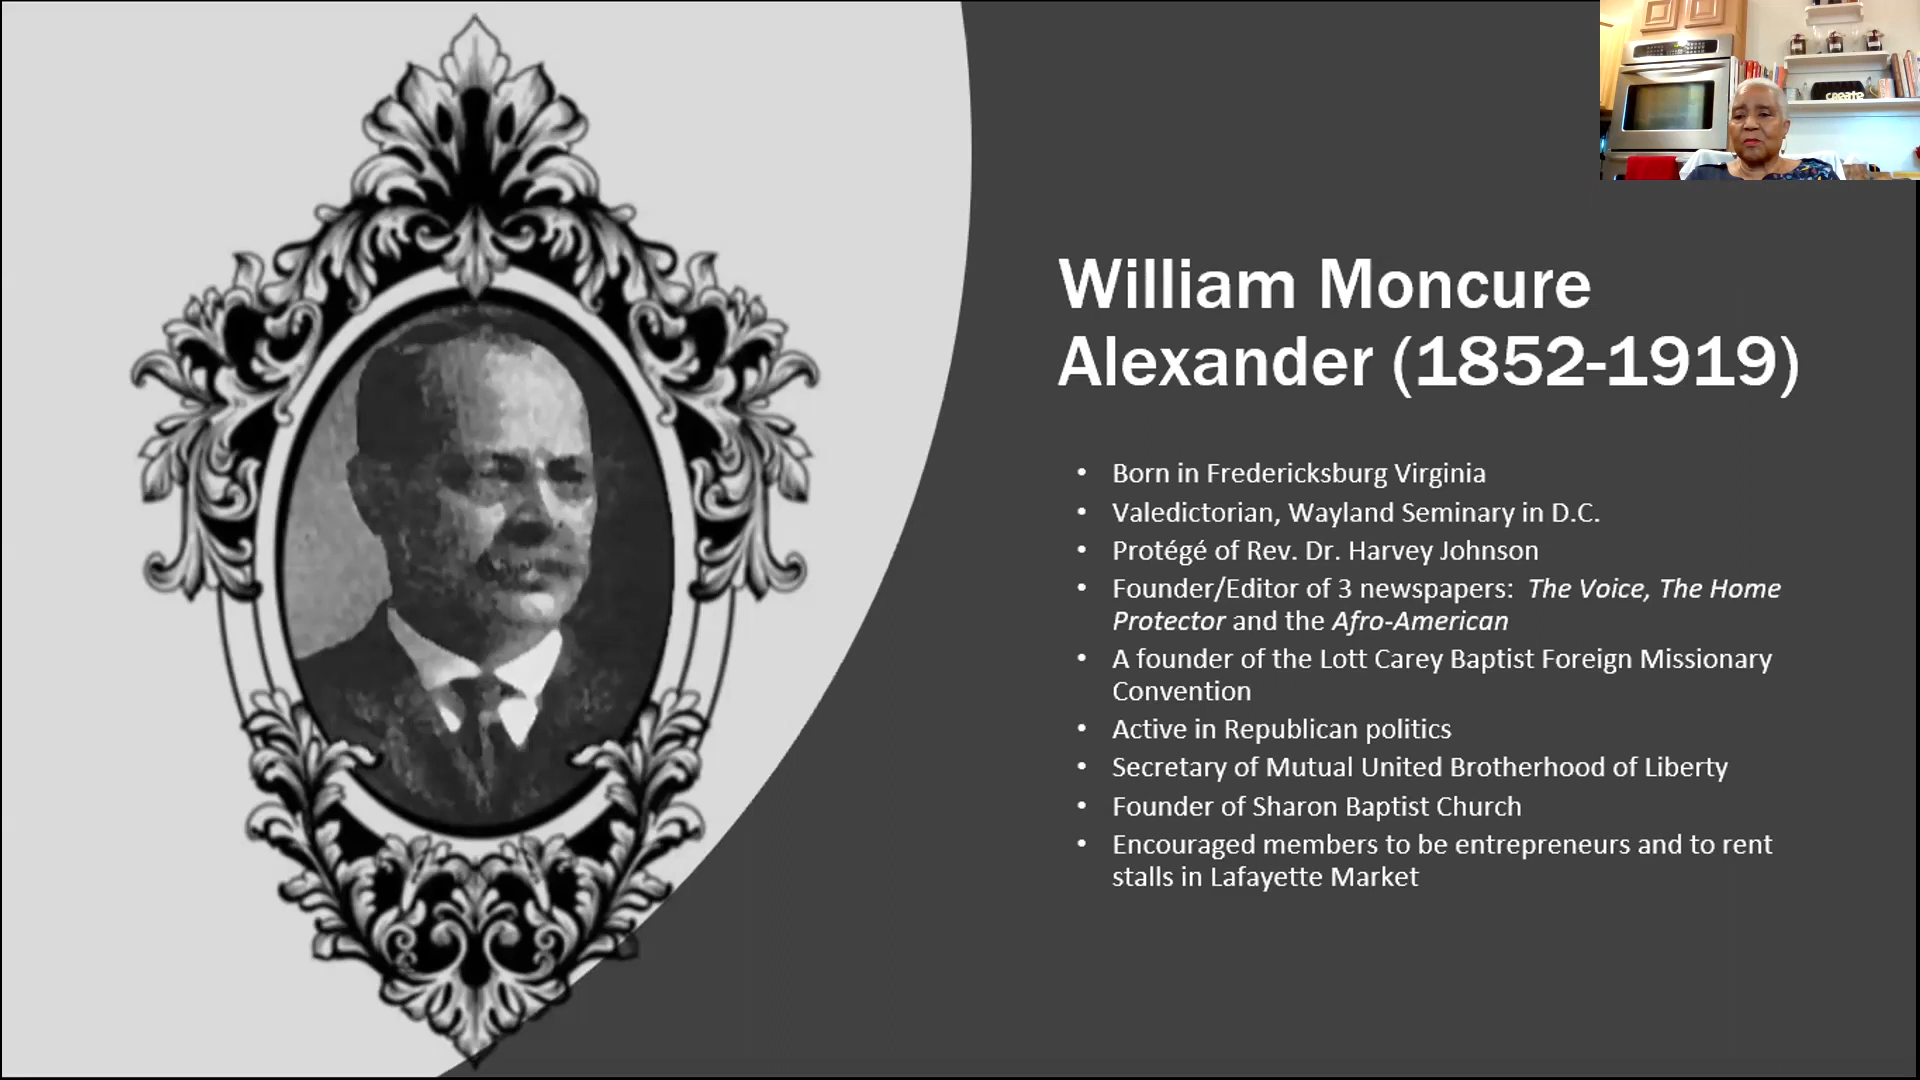 create
William Moncure
Alexander (1852-1919)
• Born in Fredericksburg Virginia
• Valedictorian, Wayland Seminary in D.C.
• Protégé of Rev. Dr. Harvey Johnson
• Founder/Editor of 3 newspapers: The Voice, The Home
Protector and the Afro-American
• A founder of the Lott Carey Baptist Foreign Missionary
Convention
• Active in Republican politics
• Secretary of Mutual United Brotherhood of Liberty
• Founder of Sharon Baptist Church
• Encouraged members to be entrepreneurs and to rent
stalls in Lafayette Market